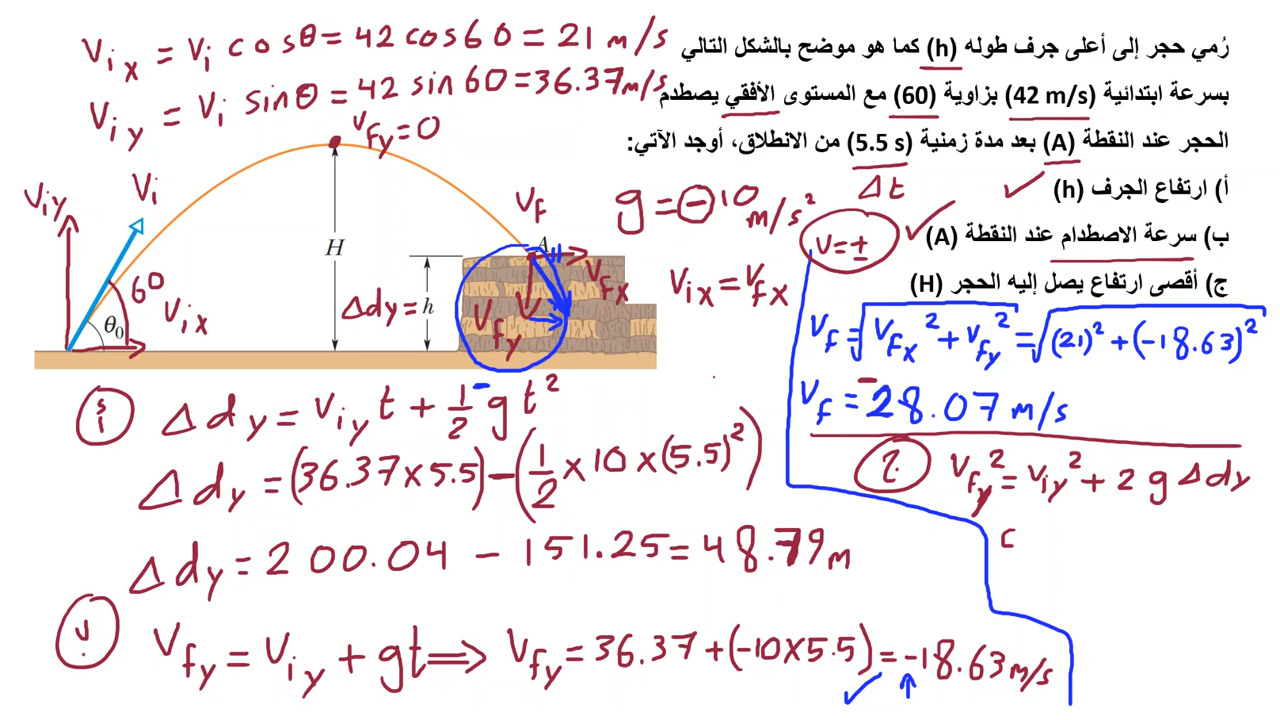 رُمي حجر إلى أعلى جرف طوله (h) كما هو موضح بالشكل التالي
بسرعة ابتدائية (42 m/s) بزاوية (60) مع المستوى الأفقي يصطدم
الحجر عند النقطة (A) بعد مدة زمنية (5.5 s) من الانطلاق، أوجد الآتي:
أ) ارتفاع الجرف (h)
ب) سرعة الاصطدام عند النقطة (A)
ج) أقصى ارتفاع يصل إليه الحجر (H)
Δt
g = -10 m/s²
v = ±
Vix = Vi cosθ = 42 cos60 = 21 m/s
Viy = Vi sinθ = 42 sin60 = 36.37 m/s
Vfy = 0
Viy
Vi
60
θ0
Vix
H
Δdy = h
VF
A
Vfx
Vfy
Vix = Vfx
أ
Δdy = Viy t + 1/2 g t²
Δdy = (36.37 × 5.5) - (1/2 × 10 × (5.5)²)
Δdy = 200.04 - 151.25 = 48.79 m
ب
Vfy = Viy + gt ⟹ Vfy = 36.37 + (-10 × 5.5) = -18.63 m/s
Vf = √Vfx² + Vfy² = √(21)² + (-18.63)²
Vf = -28.07 m/s
ج
Vfy² = Viy² + 2 g Δdy